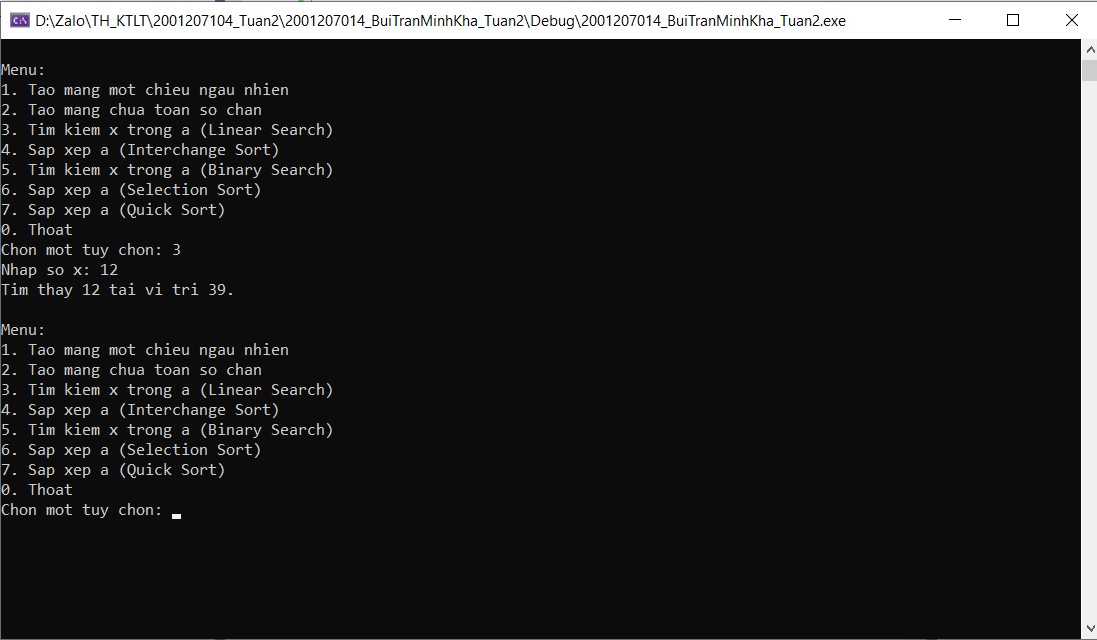 D:\Zalo\TH_KTLT\2001207104_Tuan2\2001207014_BuiTranMinhKha_Tuan2\Debug\2001207014_BuiTranMinhKha_Tuan2.exe
Menu:
1. Tao mang mot chieu ngau nhien
2. Tao mang chua toan so chan
3. Tim kiem x trong a (Linear Search)
4. Sap xep a (Interchange Sort)
5. Tim kiem x trong a (Binary Search)
6. Sap xep a (Selection Sort)
7. Sap xep a (Quick Sort)
0. Thoat
Chon mot tuy chon: 3
Nhap so x: 12
Tim thay 12 tai vi tri 39.
Menu:
1. Tao mang mot chieu ngau nhien
2. Tao mang chua toan so chan
3. Tim kiem x trong a (Linear Search)
4. Sap xep a (Interchange Sort)
5. Tim kiem x trong a (Binary Search)
6. Sap xep a (Selection Sort)
7. Sap xep a (Quick Sort)
0. Thoat
Chon mot tuy chon: